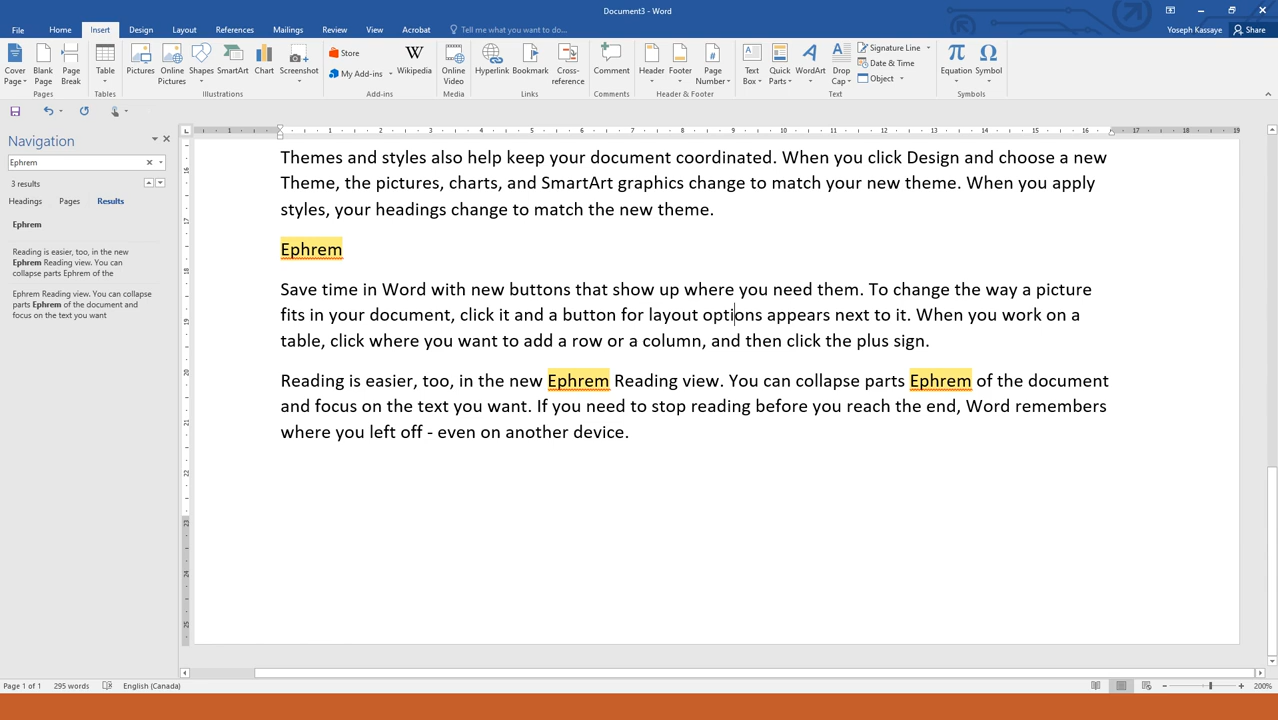 Document3 - Word
File Home Insert Design Layout References Mailings Review View Acrobat Tell me what you want to do... Yoseph Kassaye Share
Cover Page Blank Page Page Break Table Pictures Online Pictures Shapes SmartArt Chart Screenshot Store My Add-ins Wikipedia Online Video Hyperlink Bookmark Cross-reference Comment Header Footer Page Number Text Box Quick Parts WordArt Drop Cap Signature Line Date & Time Object Equation Symbol
Pages Tables Illustrations Add-ins Media Links Comments Header & Footer Text Symbols
Navigation
Ephrem
3 results
Headings Pages Results
Ephrem
Reading is easier, too, in the new
Ephrem Reading view. You can
collapse parts Ephrem of the
Ephrem Reading view. You can collapse
parts Ephrem of the document and
focus on the text you want
Themes and styles also help keep your document coordinated. When you click Design and choose a new
Theme, the pictures, charts, and SmartArt graphics change to match your new theme. When you apply
styles, your headings change to match the new theme.
Ephrem
Save time in Word with new buttons that show up where you need them. To change the way a picture
fits in your document, click it and a button for layout options appears next to it. When you work on a
table, click where you want to add a row or a column, and then click the plus sign.
Reading is easier, too, in the new Ephrem Reading view. You can collapse parts Ephrem of the document
and focus on the text you want. If you need to stop reading before you reach the end, Word remembers
where you left off - even on another device.
Page 1 of 1 295 words English (Canada) 200%